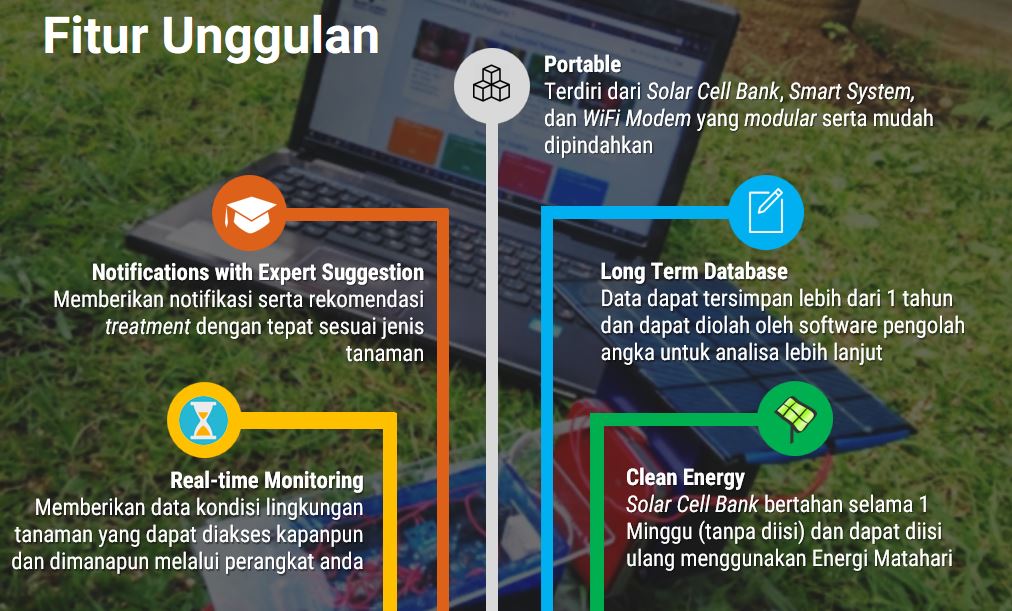 Fitur Unggulan
Portable
Terdiri dari Solar Cell Bank, Smart System,
dan WiFi Modem yang modular serta mudah
dipindahkan
Notifications with Expert Suggestion
Memberikan notifikasi serta rekomendasi
treatment dengan tepat sesuai jenis
tanaman
Long Term Database
Data dapat tersimpan lebih dari 1 tahun
dan dapat diolah oleh software pengolah
angka untuk analisa lebih lanjut
Real-time Monitoring
Memberikan data kondisi lingkungan
tanaman yang dapat diakses kapanpun
dan dimanapun melalui perangkat anda
Clean Energy
Solar Cell Bank bertahan selama 1
Minggu (tanpa diisi) dan dapat diisi
ulang menggunakan Energi Matahari